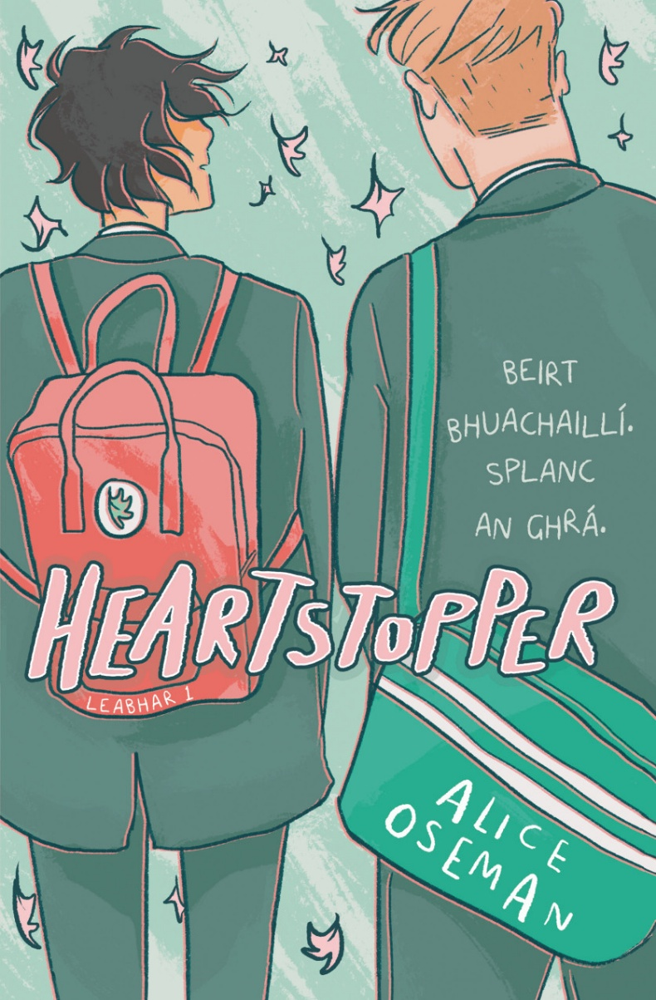 BEIRT
BHUACHAILLÍ.
SPLANC
AN GHRÁ.
HEARTSTOPPER
LEABHAR 1
ALICE
OSEMAN